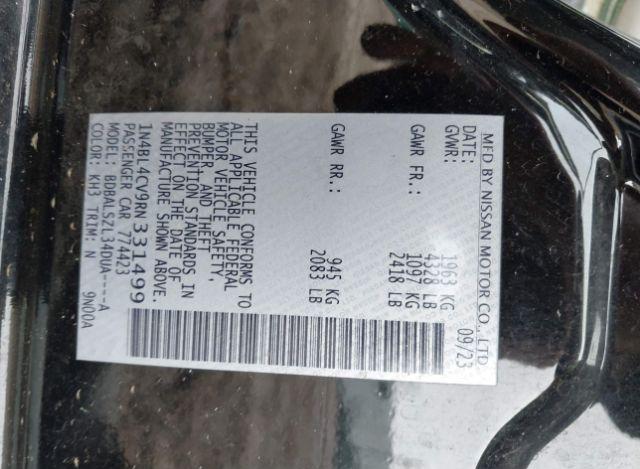 MFD BY NISSAN MOTOR CO., LTD
DATE: 09/23
GVWR: 1963 KG
4328 LB
GAWR FR.: 1097 KG
2418 LB
GAWR RR.: 945 KG
2083 LB
THIS VEHICLE CONFORMS TO
ALL APPLICABLE FEDERAL
MOTOR VEHICLE SAFETY,
BUMPER, AND THEFT
PREVENTION STANDARDS IN
EFFECT ON THE DATE OF
MANUFACTURE SHOWN ABOVE.
1N4BL4CV9RN331499
PASSENGER CAR 774423
MODEL: BDBALSZL34DUA----A
COLOR: KH3 TRIM: N 9N00A